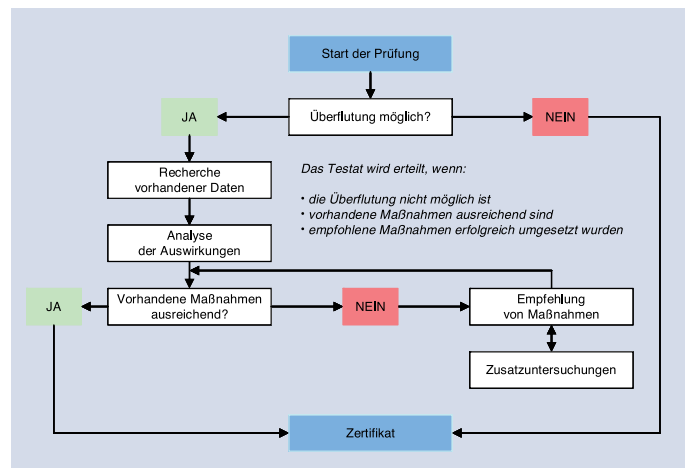 Start der Prüfung
JA
Überflutung möglich?
NEIN
Recherche
vorhandener Daten
Das Testat wird erteilt, wenn:
• die Überflutung nicht möglich ist
• vorhandene Maßnahmen ausreichend sind
• empfohlene Maßnahmen erfolgreich umgesetzt wurden
Analyse
der Auswirkungen
JA
Vorhandene Maßnahmen
ausreichend?
NEIN
Empfehlung
von Maßnahmen
Zusatzuntersuchungen
Zertifikat